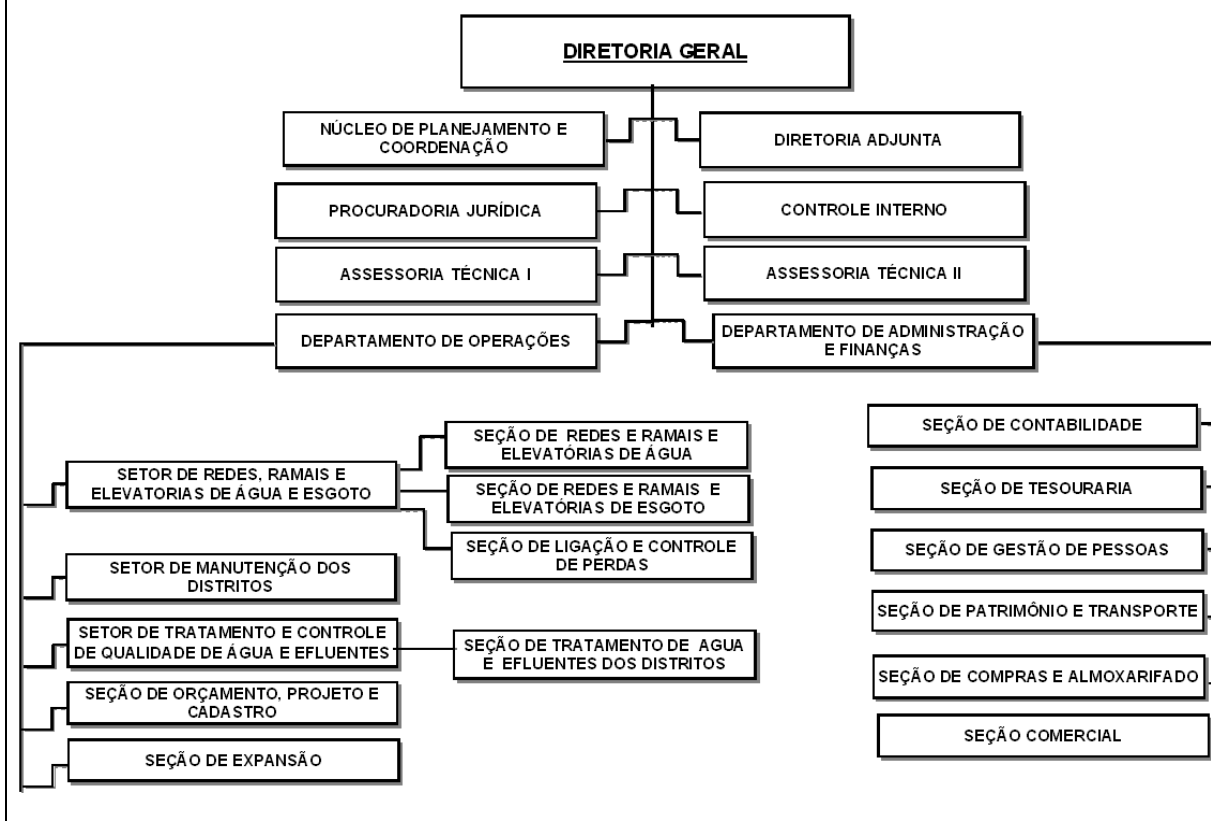 DIRETORIA GERAL
NÚCLEO DE PLANEJAMENTO E
COORDENAÇÃO
DIRETORIA ADJUNTA
PROCURADORIA JURÍDICA
CONTROLE INTERNO
ASSESSORIA TÉCNICA I
ASSESSORIA TÉCNICA II
DEPARTAMENTO DE OPERAÇÕES
DEPARTAMENTO DE ADMINISTRAÇÃO
E FINANÇAS
SETOR DE REDES, RAMAIS E
ELEVATORIAS DE ÁGUA E ESGOTO
SEÇÃO DE REDES E RAMAIS E
ELEVATÓRIAS DE ÁGUA
SEÇÃO DE REDES E RAMAIS E
ELEVATÓRIAS DE ESGOTO
SEÇÃO DE LIGAÇÃO E CONTROLE
DE PERDAS
SETOR DE MANUTENÇÃO DOS
DISTRITOS
SETOR DE TRATAMENTO E CONTROLE
DE QUALIDADE DE ÁGUA E EFLUENTES
SEÇÃO DE TRATAMENTO DE AGUA
E EFLUENTES DOS DISTRITOS
SEÇÃO DE ORÇAMENTO, PROJETO E
CADASTRO
SEÇÃO DE EXPANSÃO
SEÇÃO DE CONTABILIDADE
SEÇÃO DE TESOURARIA
SEÇÃO DE GESTÃO DE PESSOAS
SEÇÃO DE PATRIMÔNIO E TRANSPORTE
SEÇÃO DE COMPRAS E ALMOXARIFADO
SEÇÃO COMERCIAL